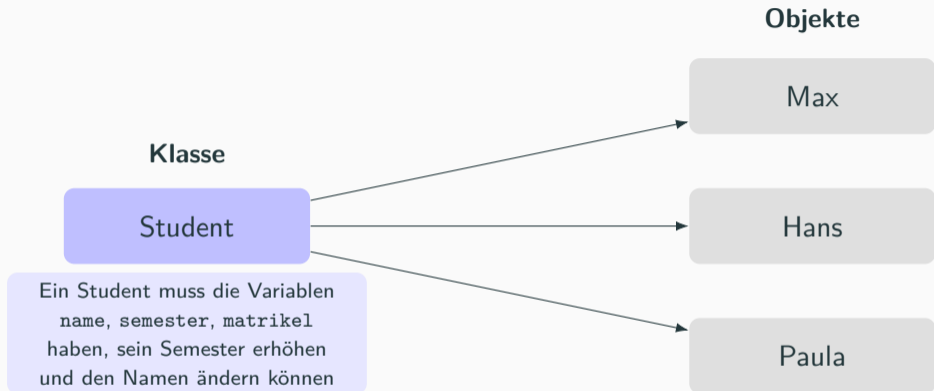 Objekte
Max
Klasse
Student
Hans
Ein Student muss die Variablen
name, semester, matrikel
haben, sein Semester erhöhen
und den Namen ändern können
Paula